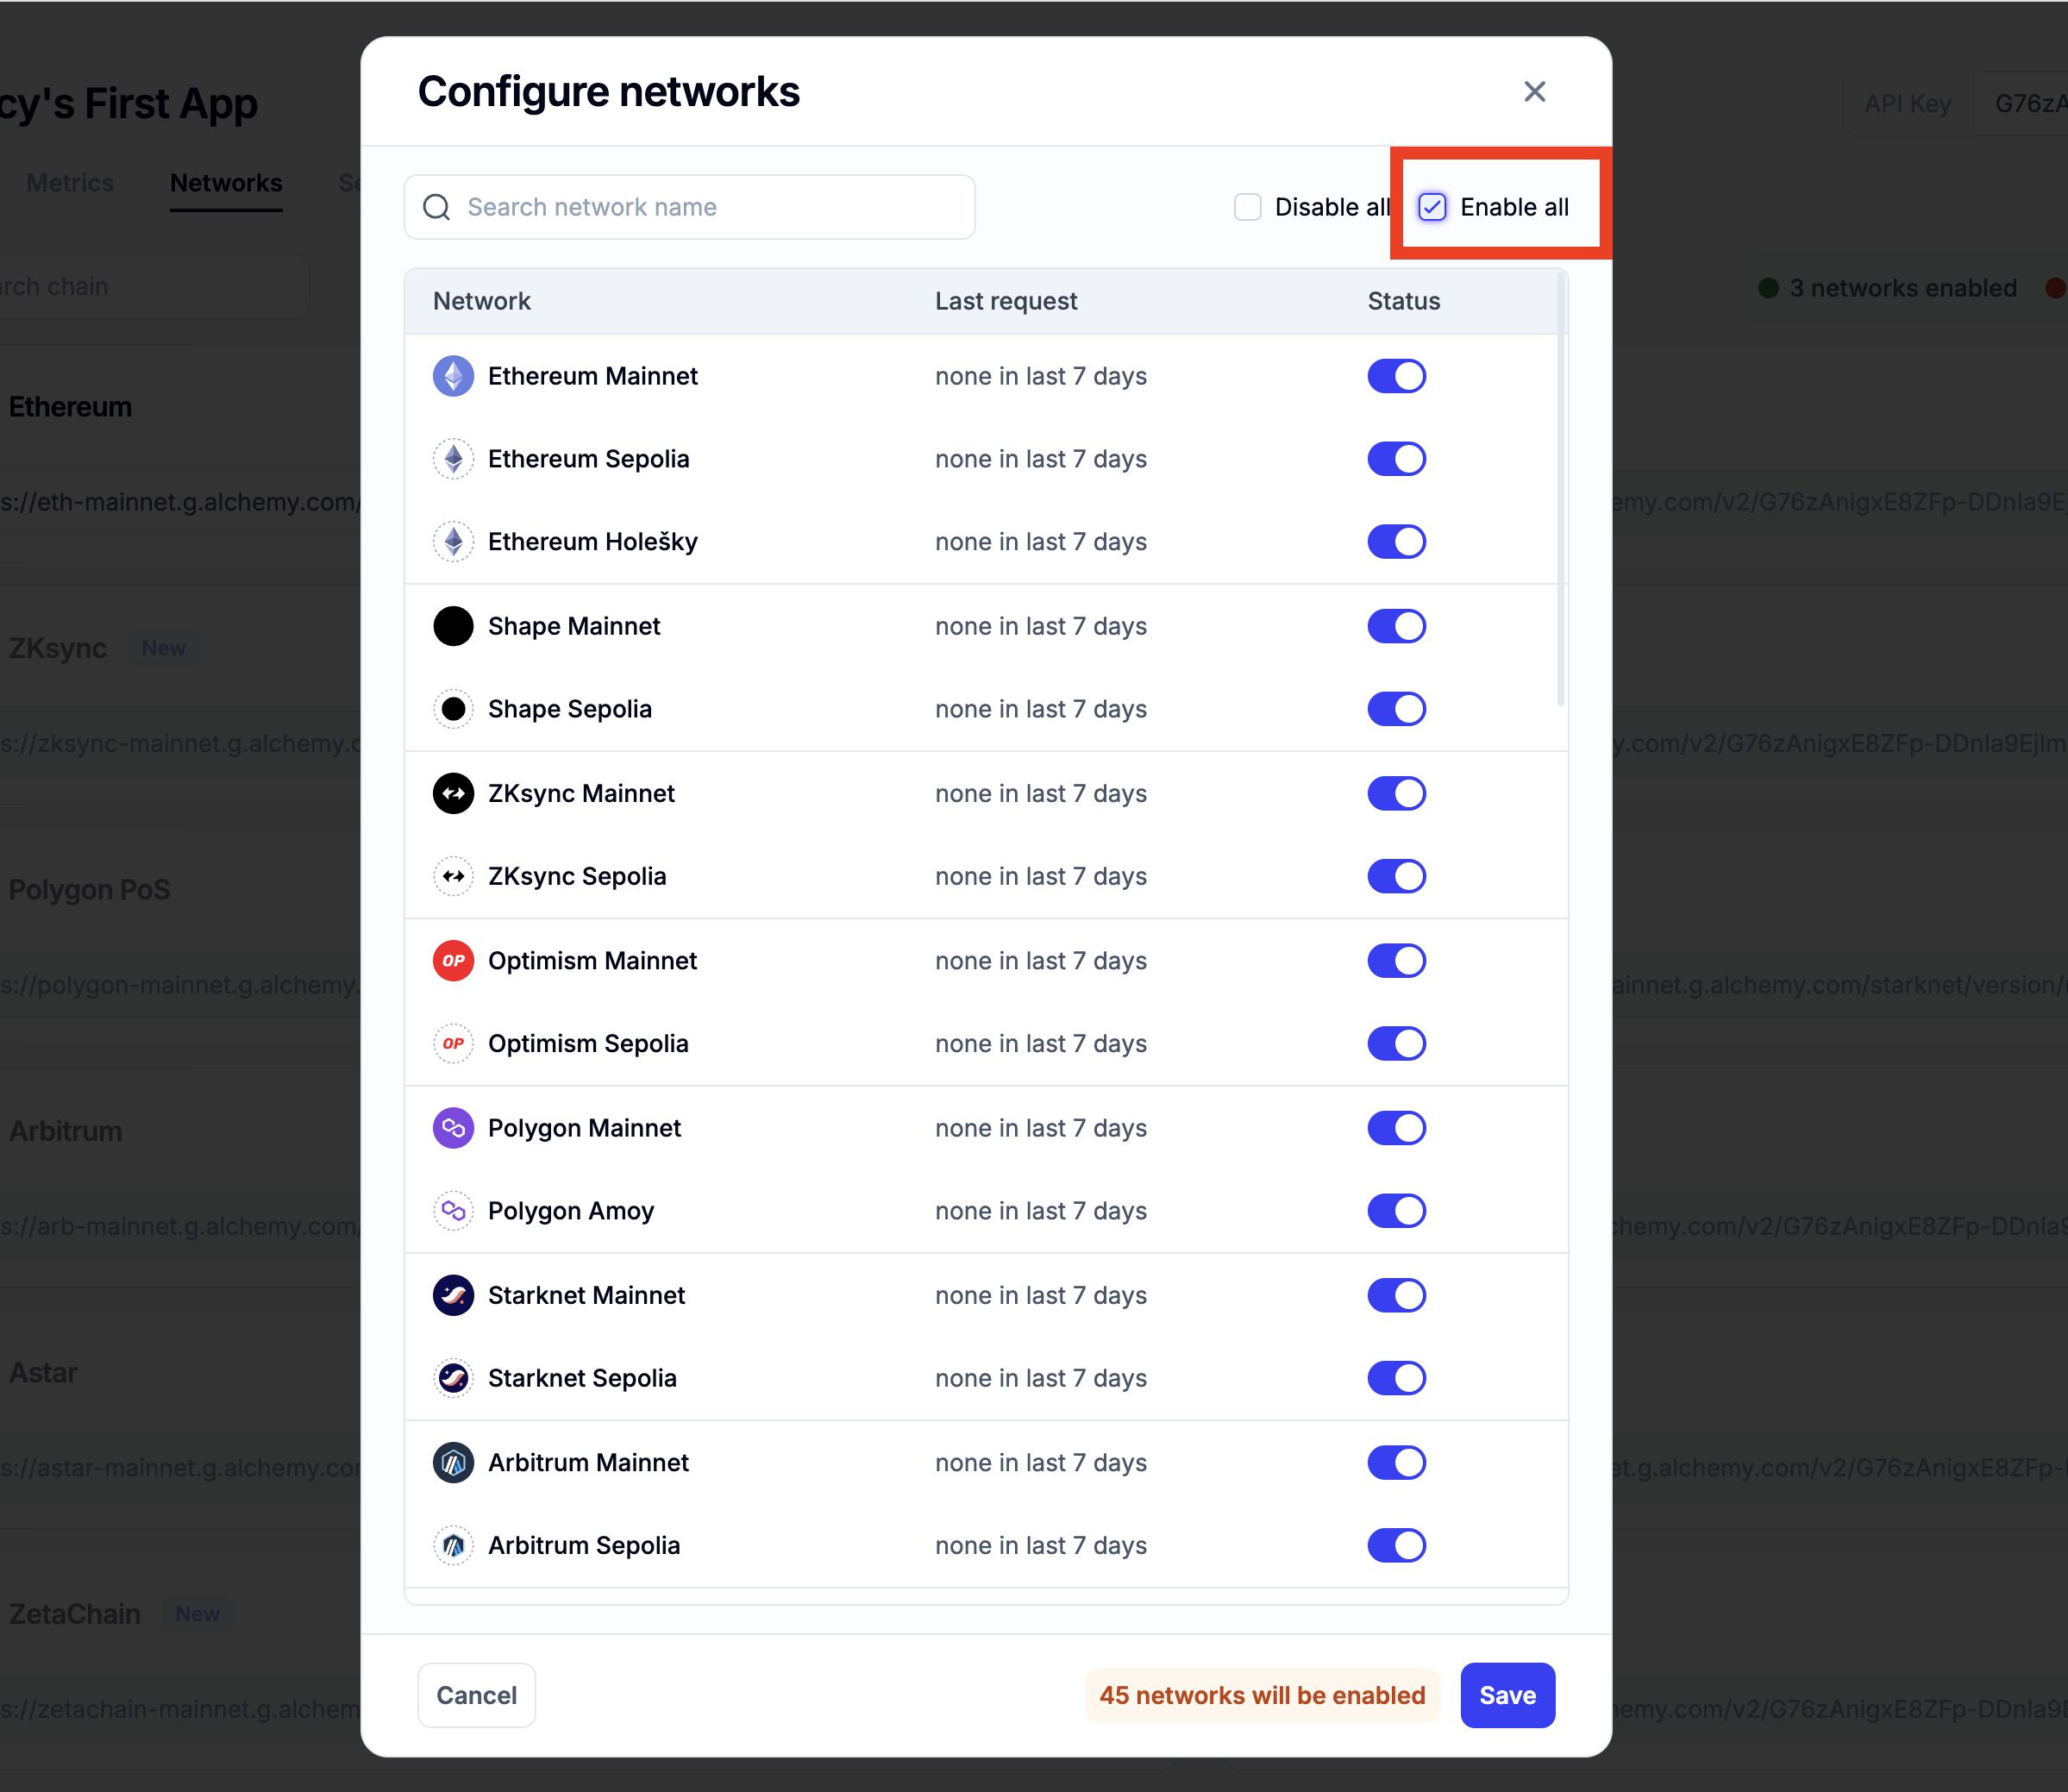 Configure networks
cy's First App
API Key
G76zA
Metrics
Networks
Se
Search network name
Disable all
Enable all
rch chain
3 networks enabled
Network Last request Status
Ethereum Mainnet none in last 7 days
Ethereum
Ethereum Sepolia none in last 7 days
s://eth-mainnet.g.alchemy.com/
emy.com/v2/G76zAnigxE8ZFp-DDnla9E
Ethereum Holešky none in last 7 days
Shape Mainnet none in last 7 days
ZKsync New
Shape Sepolia none in last 7 days
s://zksync-mainnet.g.alchemy.c
y.com/v2/G76zAnigxE8ZFp-DDnla9EjIm
ZKsync Mainnet none in last 7 days
ZKsync Sepolia none in last 7 days
Polygon PoS
OP Optimism Mainnet none in last 7 days
s://polygon-mainnet.g.alchemy.
ainnet.g.alchemy.com/starknet/version/
OP Optimism Sepolia none in last 7 days
Polygon Mainnet none in last 7 days
Arbitrum
Polygon Amoy none in last 7 days
s://arb-mainnet.g.alchemy.com/
chemy.com/v2/G76zAnigxE8ZFp-DDnla9
Starknet Mainnet none in last 7 days
Astar
Starknet Sepolia none in last 7 days
s://astar-mainnet.g.alchemy.com
et.g.alchemy.com/v2/G76zAnigxE8ZFp-
Arbitrum Mainnet none in last 7 days
Arbitrum Sepolia none in last 7 days
ZetaChain New
s://zetachain-mainnet.g.alchem
hemy.com/v2/G76zAnigxE8ZFp-DDnla9E
Cancel
45 networks will be enabled
Save